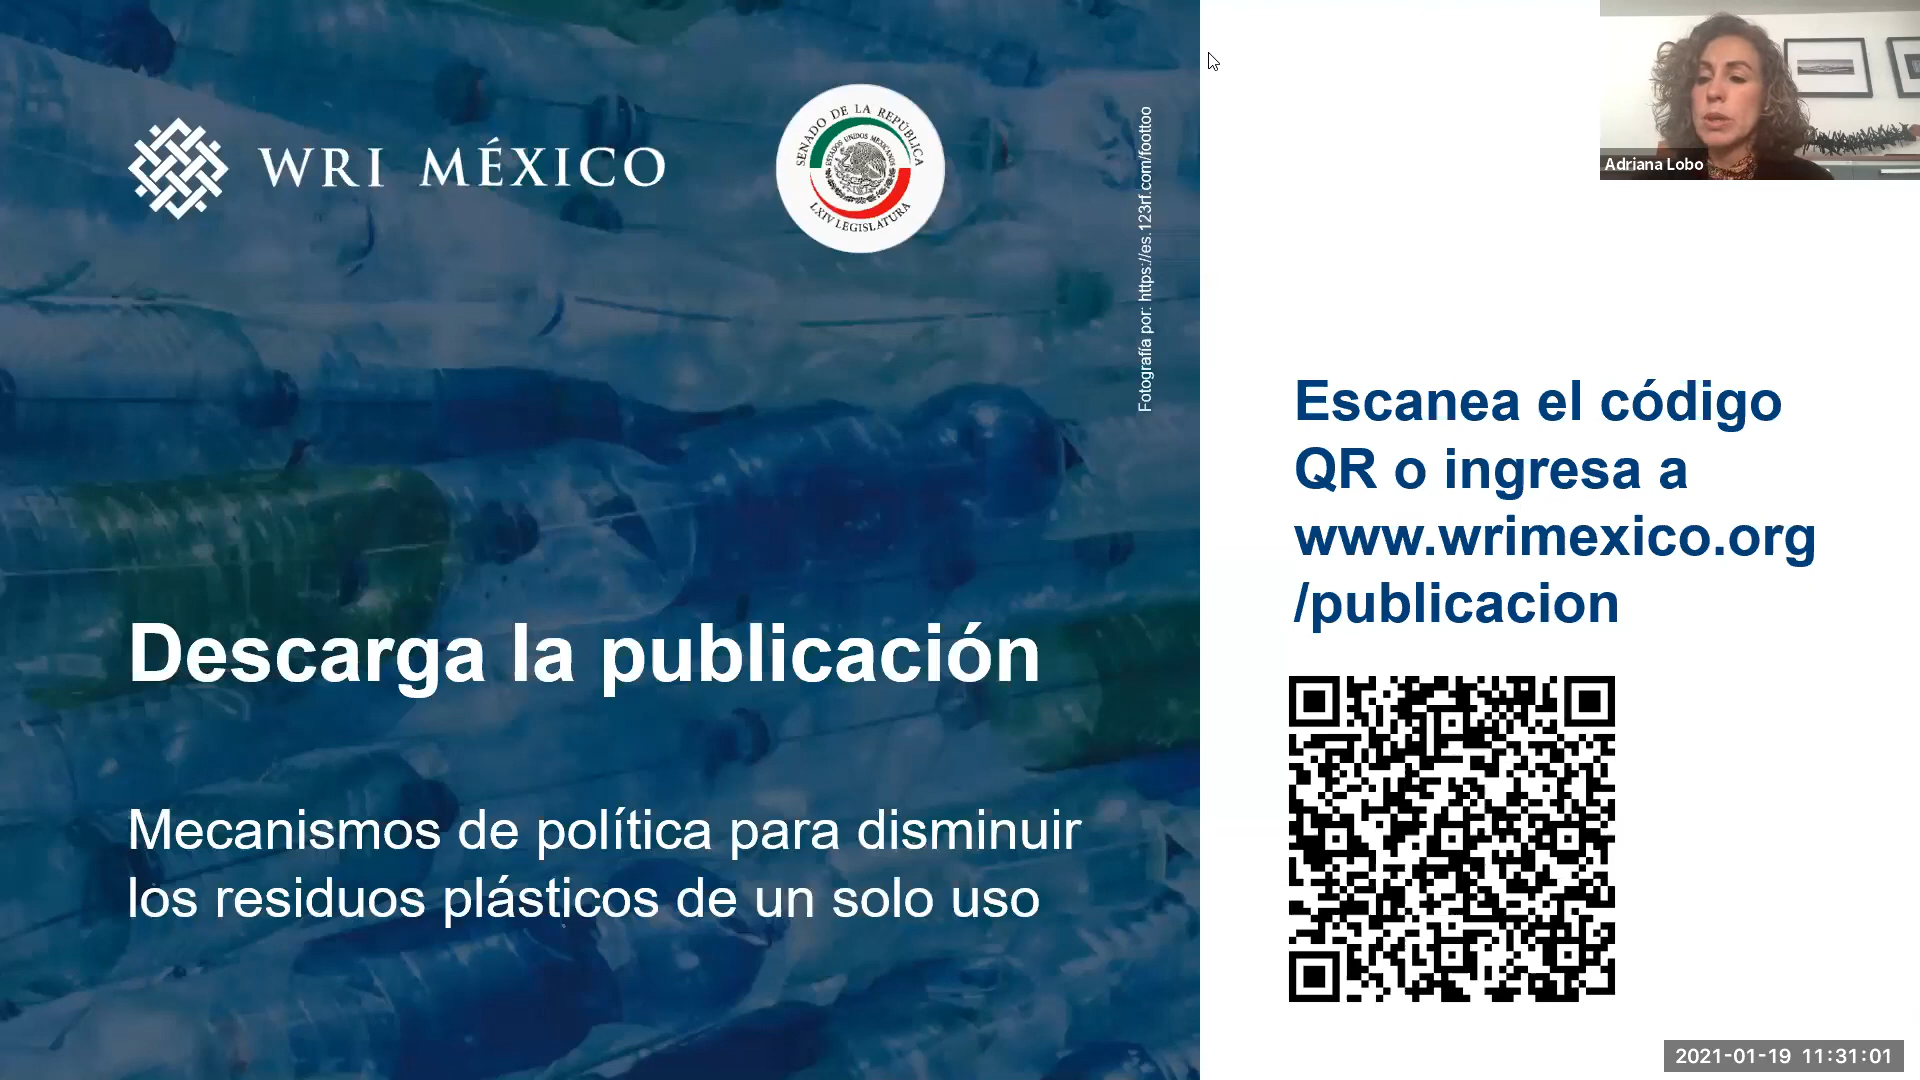 WRI MÉXICO
SENADO DE LA REPÚBLICA
ESTADOS UNIDOS MEXICANOS
LXIV LEGISLATURA
Fotografía por: https://es.123rf.com/foottoo
Descarga la publicación
Mecanismos de política para disminuir
los residuos plásticos de un solo uso
Adriana Lobo
Escanea el código
QR o ingresa a
www.wrimexico.org
/publicacion
2021-01-19 11:31:01